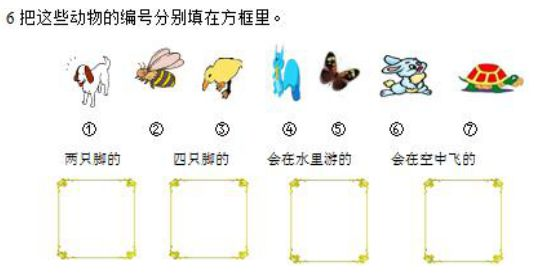 6 把这些动物的编号分别填在方框里。
① ② ③ ④ ⑤ ⑥ ⑦
两只脚的 四只脚的 会在水里游的 会在空中飞的